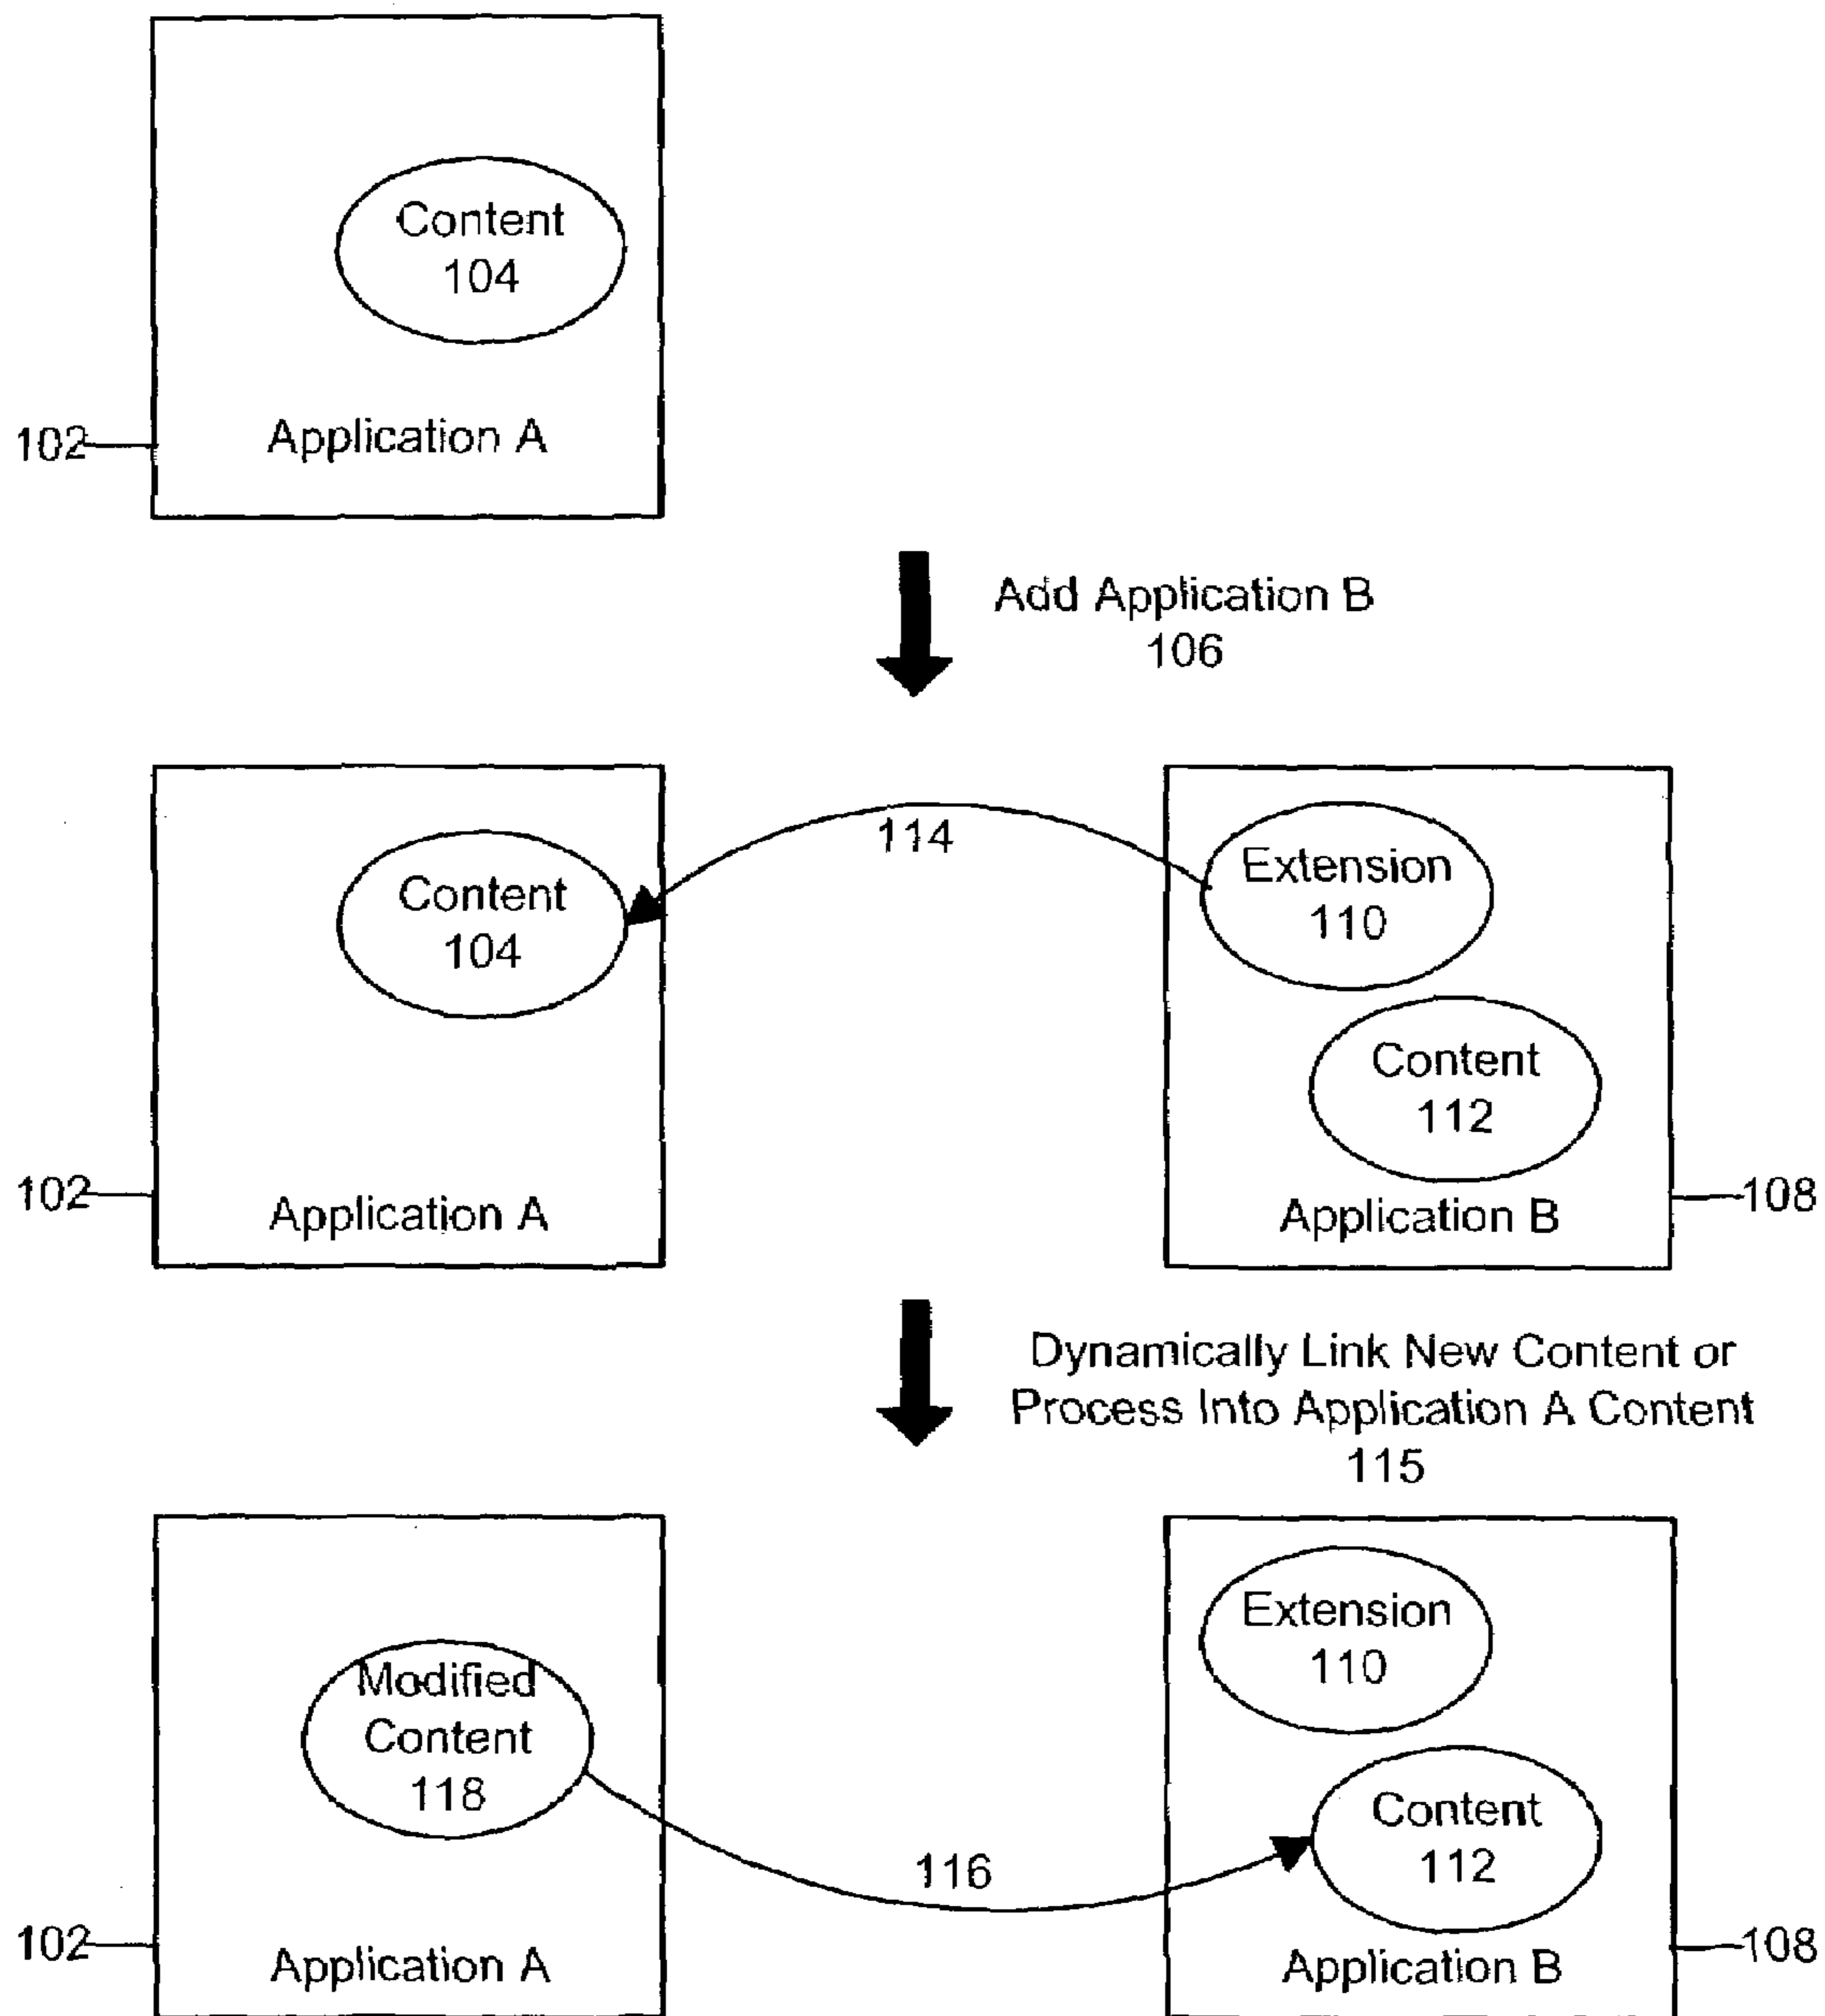 Content
104
102
Application A
Add Application B
106
114
Content
104
Extension
110
Content
112
102
Application A
Application B
108
Dynamically Link New Content or
Process Into Application A Content
115
Extension
110
Modified
Content
118
Content
112
116
102
Application A
Application B
108